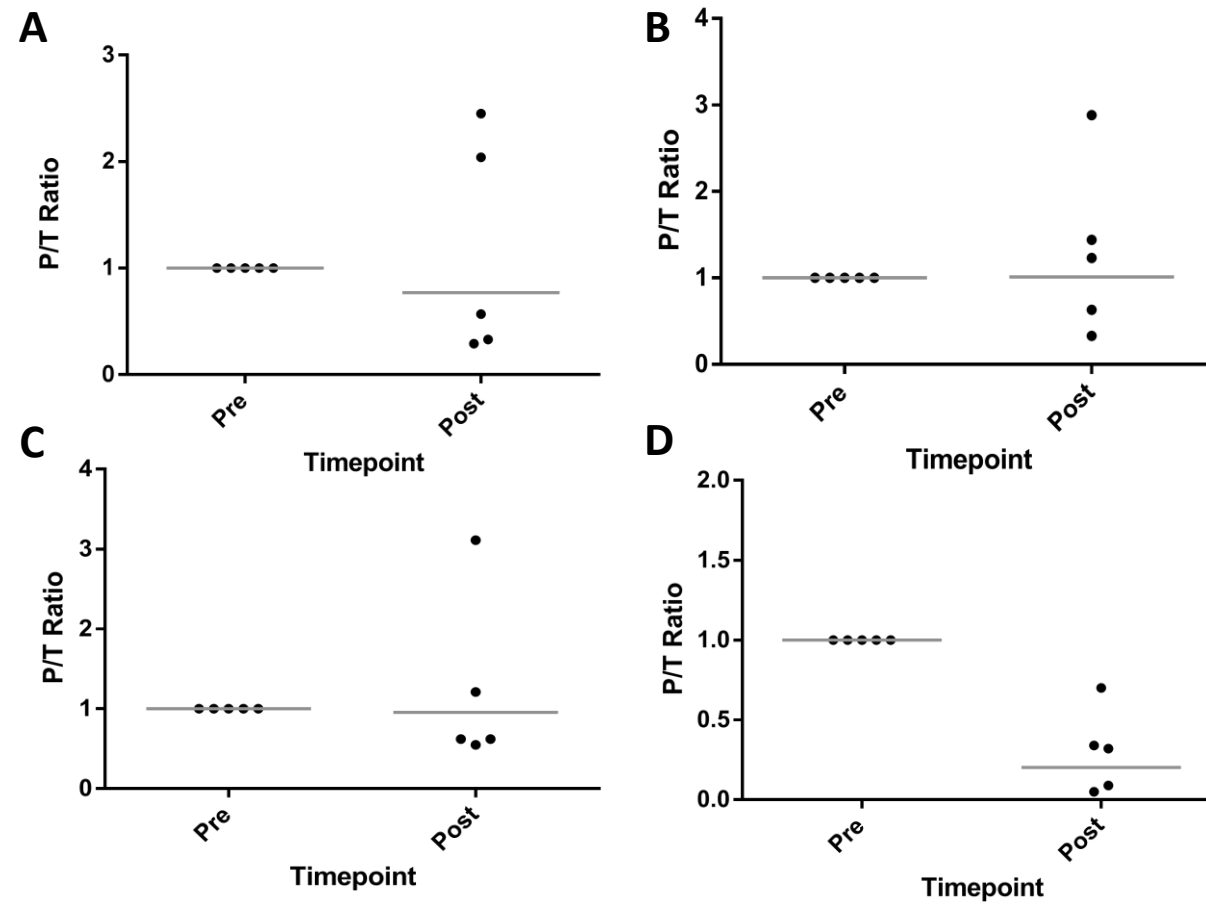 A
3
2
1
0
P/T Ratio
Pre
Post
Timepoint
B
4
3
2
1
0
P/T Ratio
Pre
Post
Timepoint
C
4
3
2
1
0
P/T Ratio
Pre
Post
Timepoint
D
2.0
1.5
1.0
0.5
0.0
P/T Ratio
Pre
Post
Timepoint